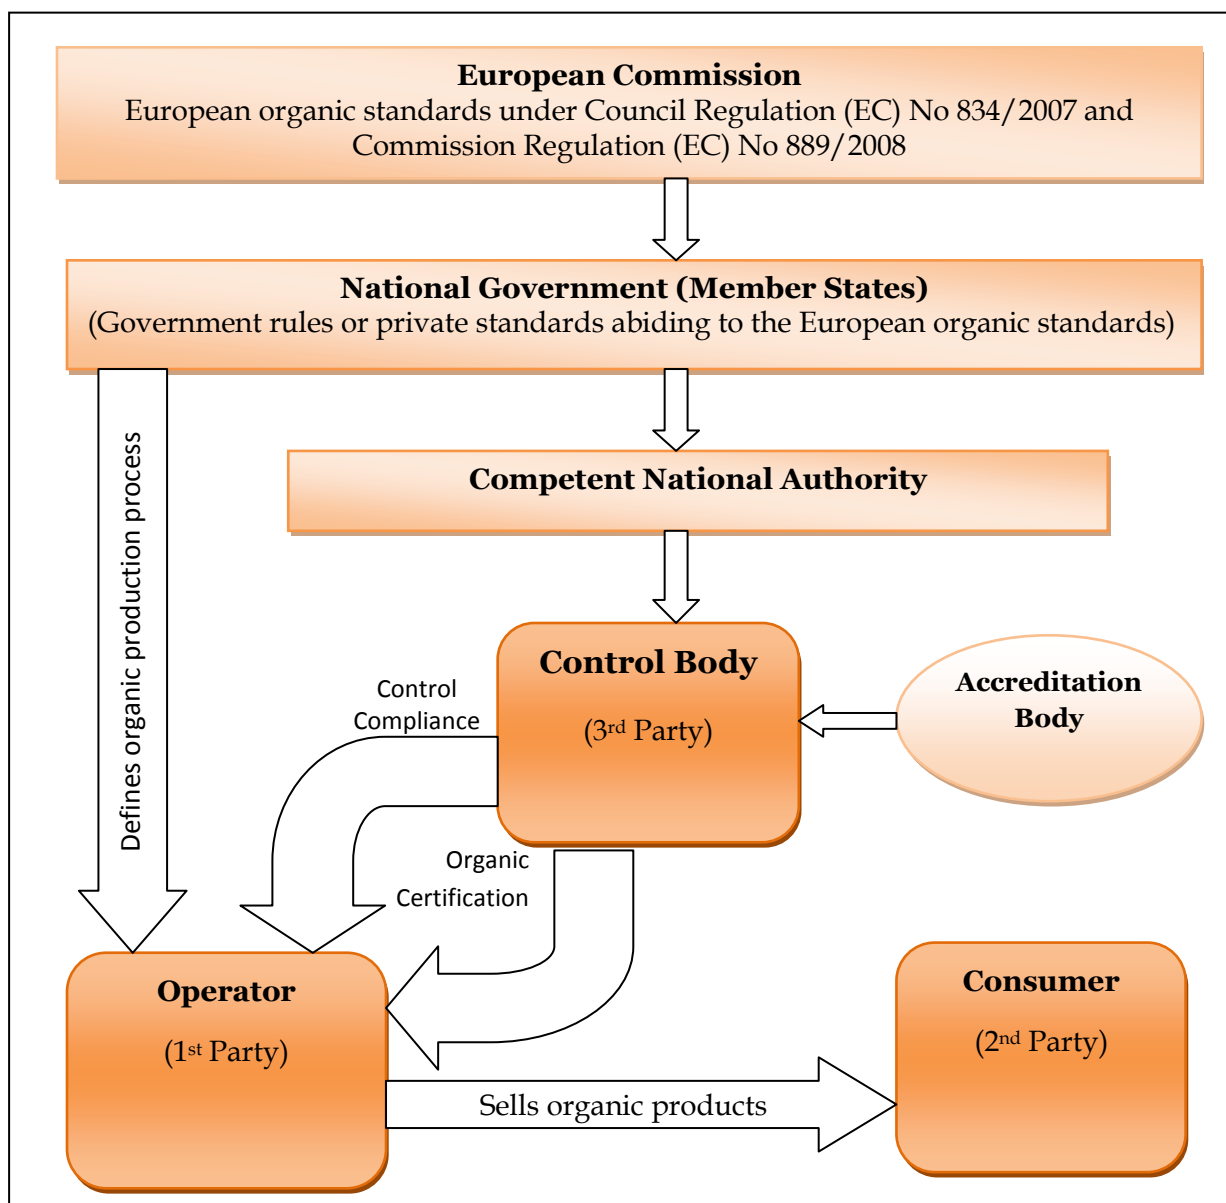 European Commission
European organic standards under Council Regulation (EC) No 834/2007 and
Commission Regulation (EC) No 889/2008
National Government (Member States)
(Government rules or private standards abiding to the European organic standards)
Defines organic production process
Competent National Authority
Control Body
(3rd Party)
Accreditation
Body
Control
Compliance
Organic
Certification
Operator
(1st Party)
Sells organic products
Consumer
(2nd Party)